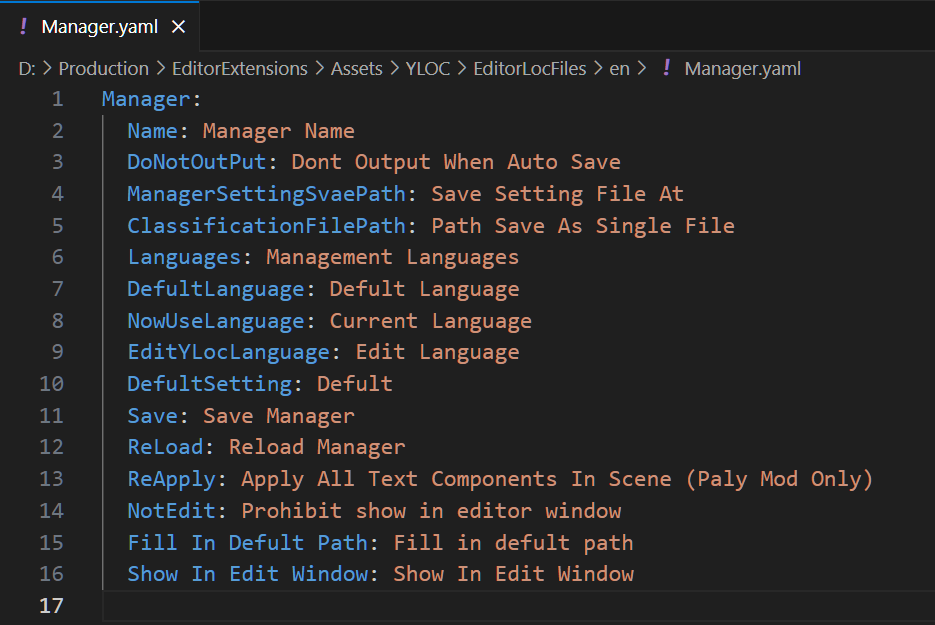 ! Manager.yaml ×
D: > Production > EditorExtensions > Assets > YLOC > EditorLocFiles > en > ! Manager.yaml
1 Manager:
2 Name: Manager Name
3 DoNotOutPut: Dont Output When Auto Save
4 ManagerSettingSvaePath: Save Setting File At
5 ClassificationFilePath: Path Save As Single File
6 Languages: Management Languages
7 DefultLanguage: Defult Language
8 NowUseLanguage: Current Language
9 EditYLocLanguage: Edit Language
10 DefultSetting: Defult
11 Save: Save Manager
12 ReLoad: Reload Manager
13 ReApply: Apply All Text Components In Scene (Paly Mod Only)
14 NotEdit: Prohibit show in editor window
15 Fill In Defult Path: Fill in defult path
16 Show In Edit Window: Show In Edit Window
17